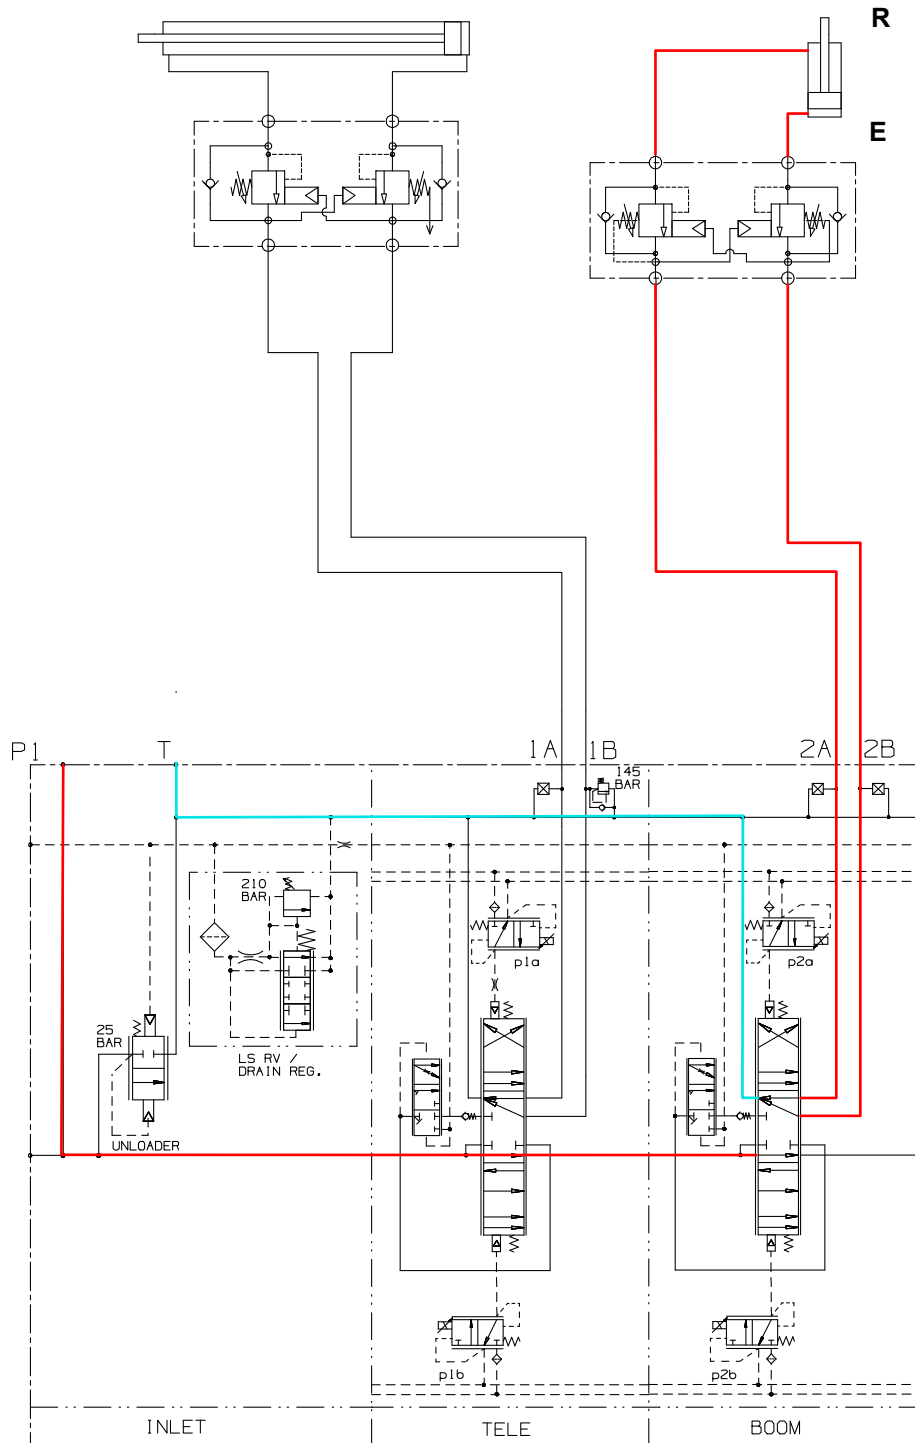 R
E
P1
T
1A
1B
2A
2B
145
BAR
210
BAR
p1a
p2a
25
BAR
LS RV /
DRAIN REG.
UNLOADER
p1b
p2b
INLET
TELE
BOOM